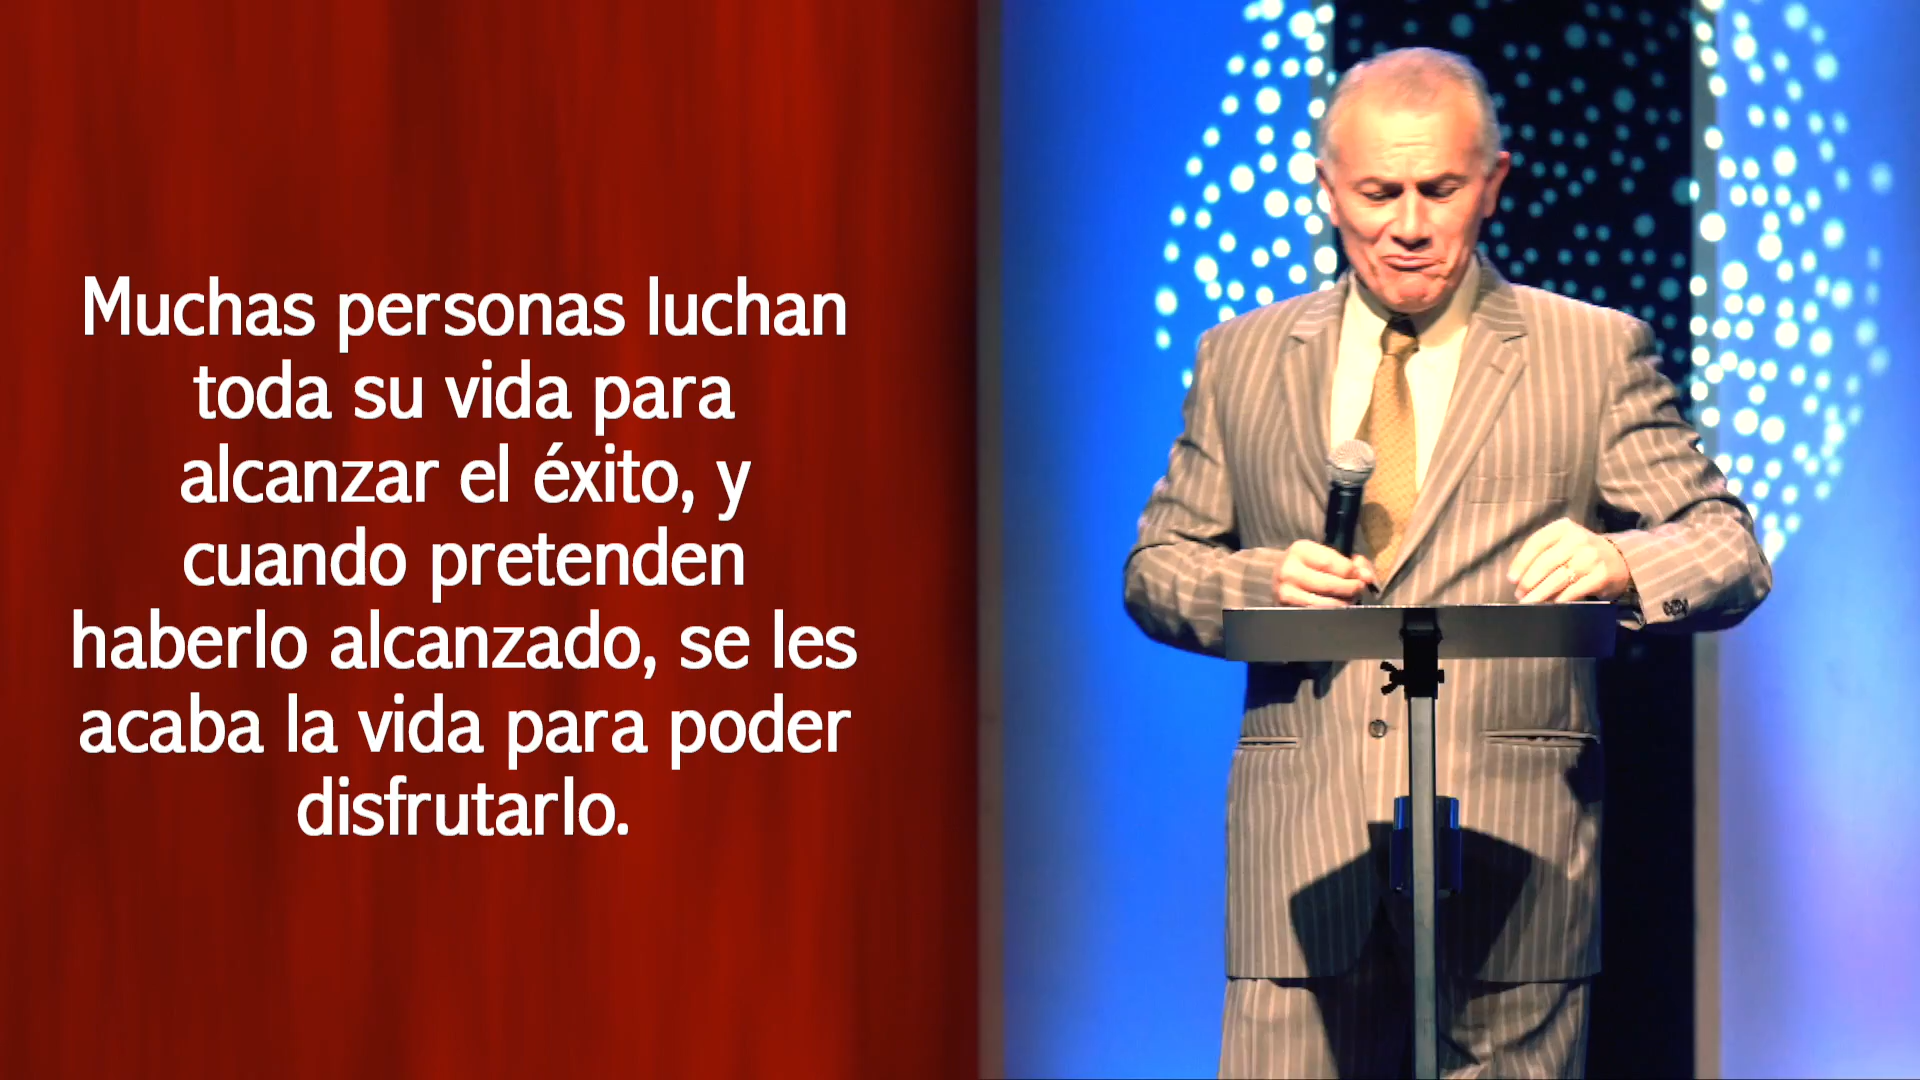 Muchas personas luchan
toda su vida para
alcanzar el éxito, y
cuando pretenden
haberlo alcanzado, se les
acaba la vida para poder
disfrutarlo.